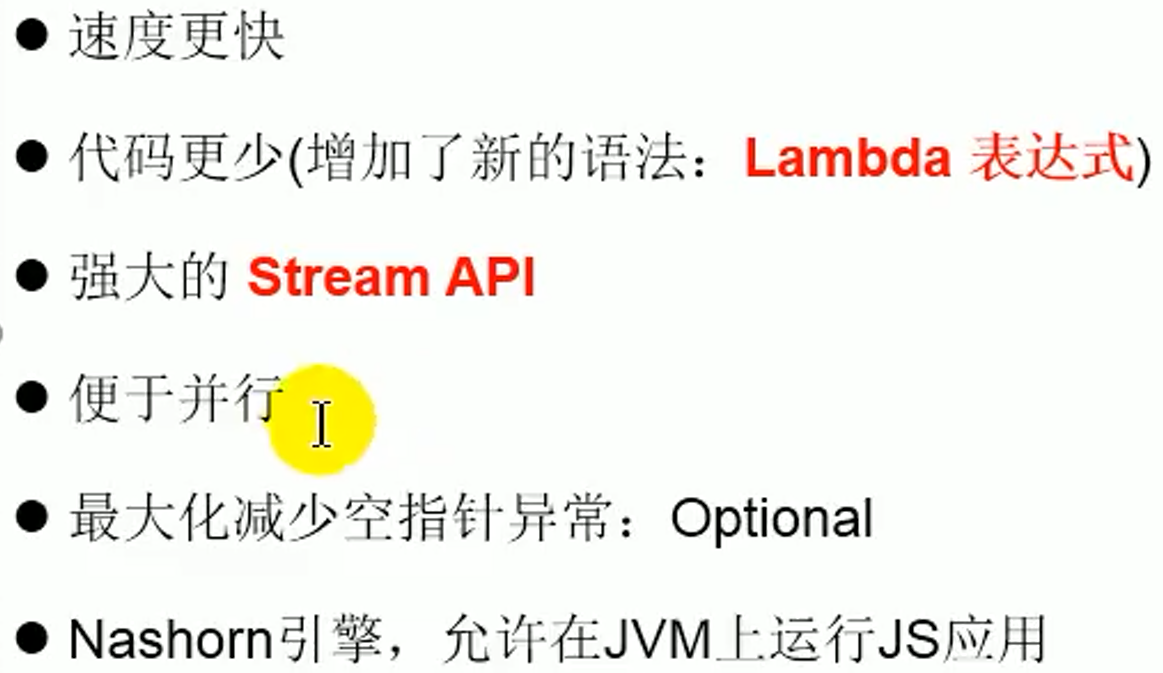 ● 速度更快
● 代码更少(增加了新的语法：Lambda 表达式)
● 强大的 Stream API
● 便于并行
● 最大化减少空指针异常：Optional
● Nashorn引擎，允许在JVM上运行JS应用